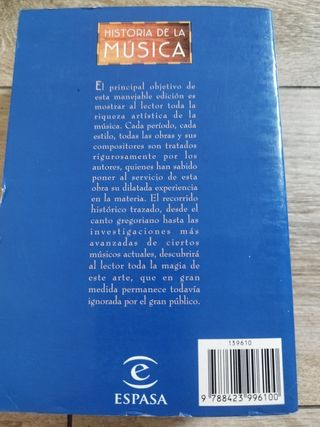 HISTORIA DE LA
MÚSICA
El principal objetivo de
esta manejable edición es
mostrar al lector toda la
riqueza artística de la
música. Cada período, cada
estilo, todas las obras y sus
compositores son tratados
rigurosamente por los
autores, quienes han sabido
poner al servicio de esta
obra su dilatada experiencia
en la materia. El recorrido
histórico trazado, desde el
canto gregoriano hasta las
investigaciones más
avanzadas de ciertos
músicos actuales, descubrirá
al lector toda la magia de
este arte, que en gran
medida permanece todavía
ignorada por el gran público.
e
ESPASA
139610
9 788423 996100